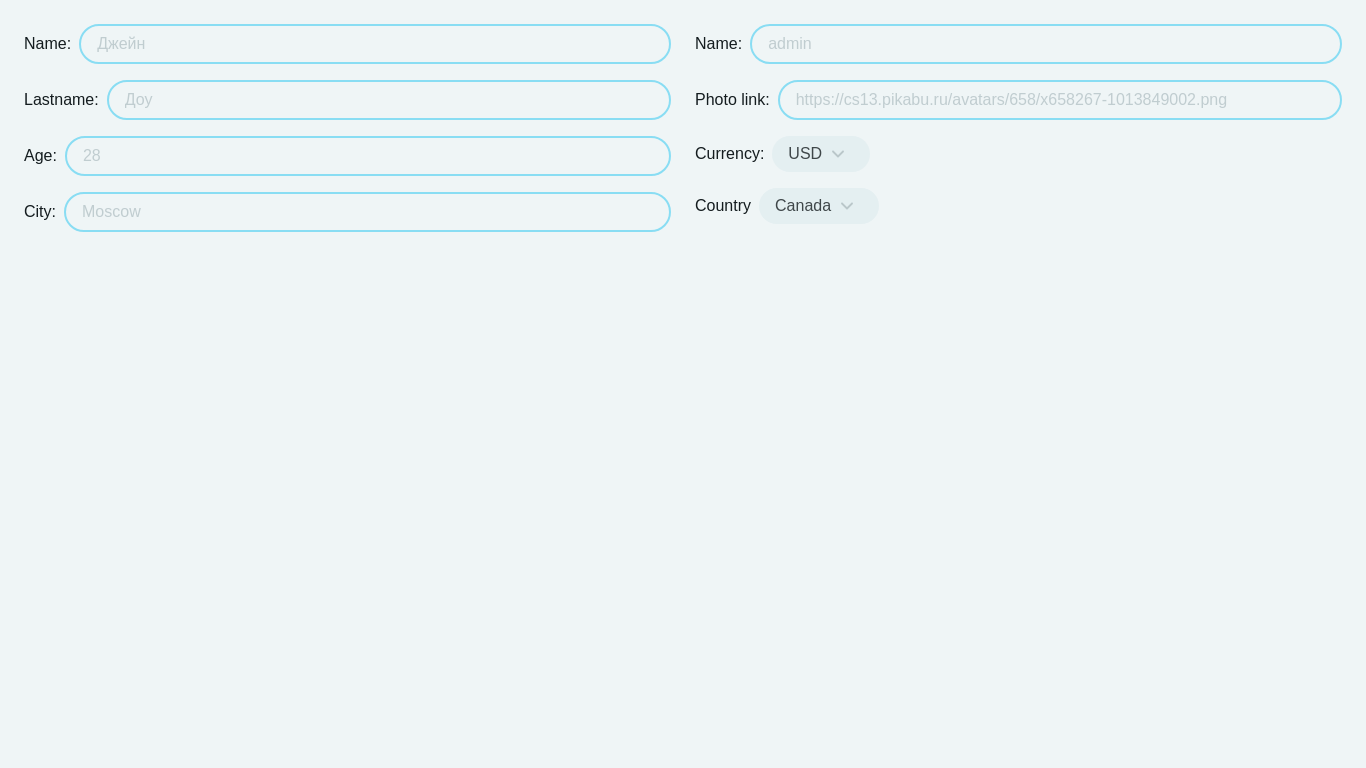 Name: Джейн
Lastname: Доу
Age: 28
City: Moscow
Name: admin
Photo link: https://cs13.pikabu.ru/avatars/658/x658267-1013849002.png
Currency: USD
Country Canada